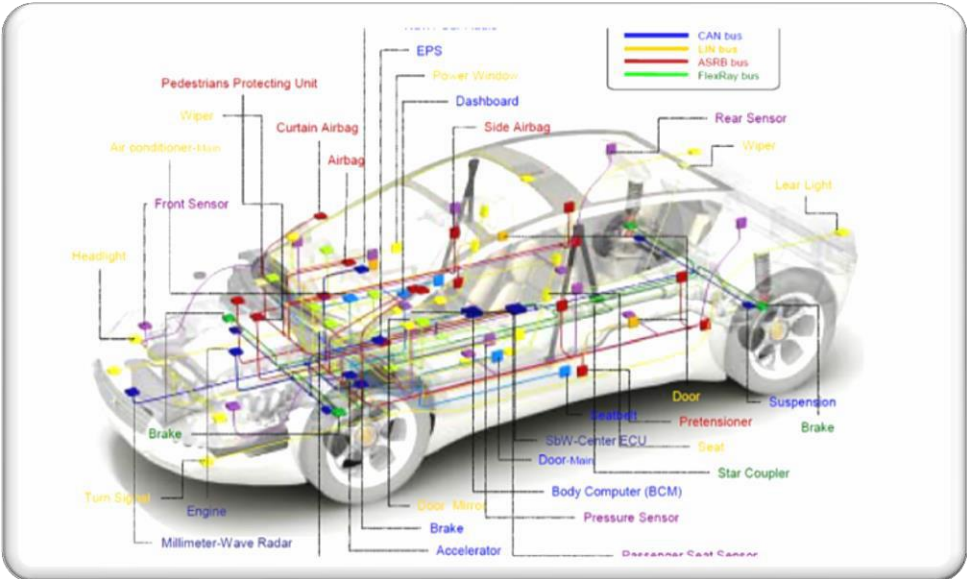 EPS
Power Window
Dashboard
Side Airbag
Pedestrians Protecting Unit
Wiper
Curtain Airbag
Air conditioner-Main
Airbag
Front Sensor
Headlight
CAN bus
LIN bus
ASRB bus
FlexRay bus
Rear Sensor
Wiper
Lear Light
Door
Suspension
Seatbelt
Pretensioner
Brake
Brake
SbW-Center ECU
Seat
Door-Main
Star Coupler
Turn Signal
Body Computer (BCM)
Engine
Door Mirror
Pressure Sensor
Brake
Millimeter-Wave Radar
Accelerator
Passenger Seat Sensor